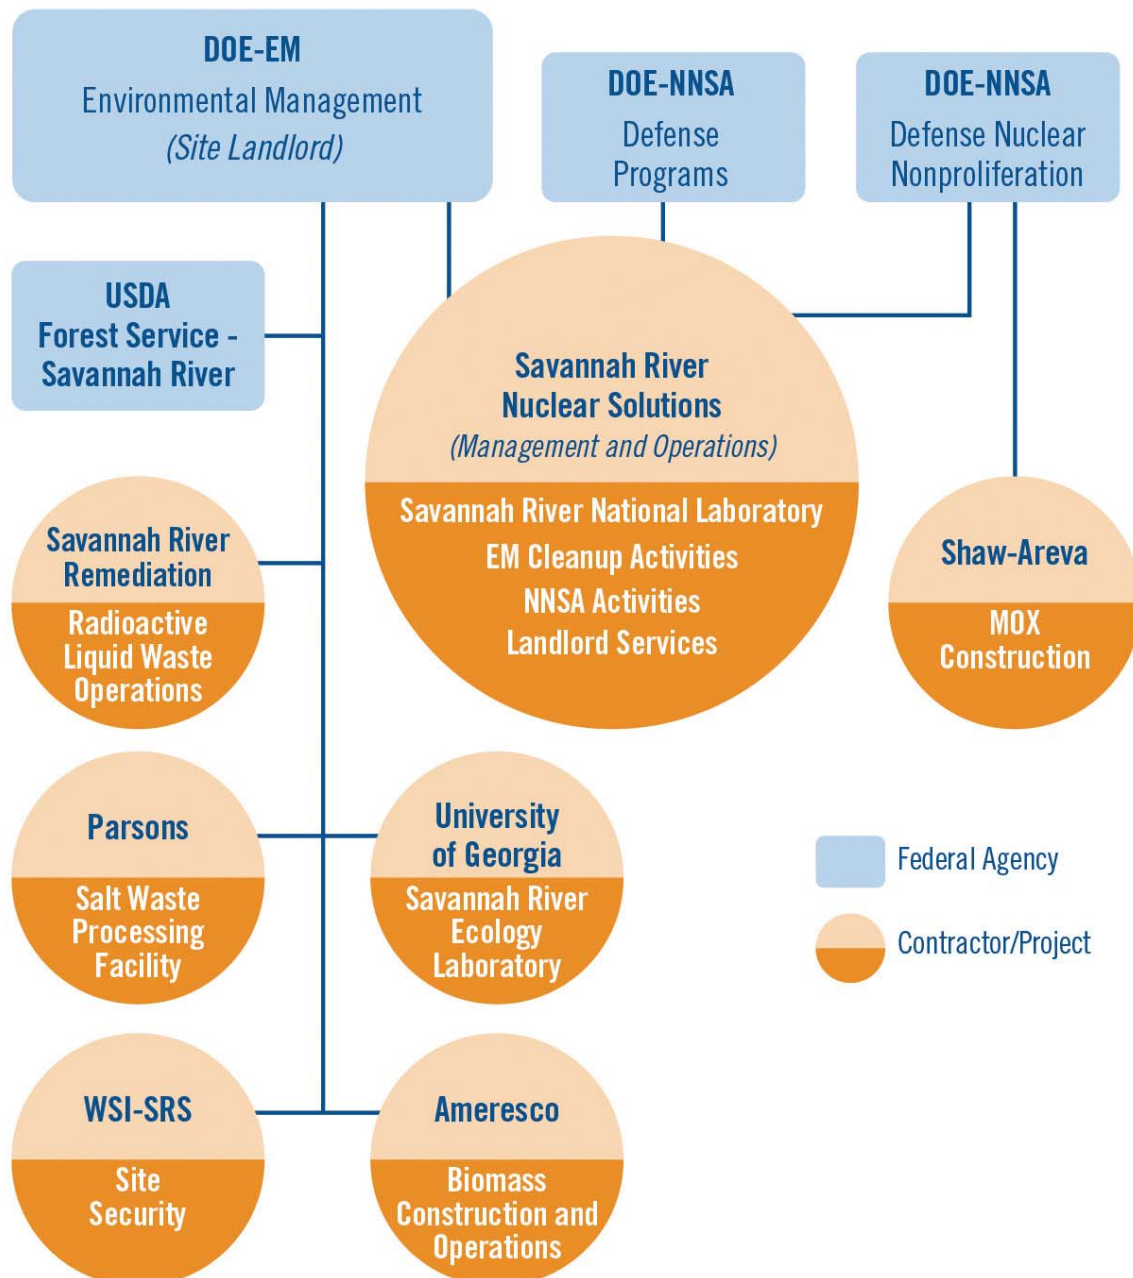 DOE-EM
Environmental Management
(Site Landlord)
DOE-NNSA
Defense
Programs
DOE-NNSA
Defense Nuclear
Nonproliferation
USDA
Forest Service -
Savannah River
Savannah River
Nuclear Solutions
(Management and Operations)
Savannah River National Laboratory
EM Cleanup Activities
NNSA Activities
Landlord Services
Savannah River
Remediation
Radioactive
Liquid Waste
Operations
Shaw-Areva
MOX
Construction
Parsons
Salt Waste
Processing
Facility
University
of Georgia
Savannah River
Ecology
Laboratory
Federal Agency
Contractor/Project
WSI-SRS
Site
Security
Ameresco
Biomass
Construction and
Operations